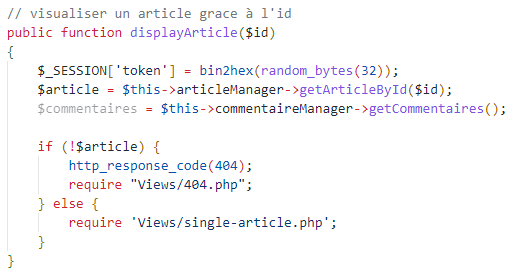 // visualiser un article grace à l'id
public function displayArticle($id)
{
    $_SESSION['token'] = bin2hex(random_bytes(32));
    $article = $this->articleManager->getArticleById($id);
    $commentaires = $this->commentaireManager->getCommentaires();

    if (!$article) {
        http_response_code(404);
        require "Views/404.php";
    } else {
        require 'Views/single-article.php';
    }
}